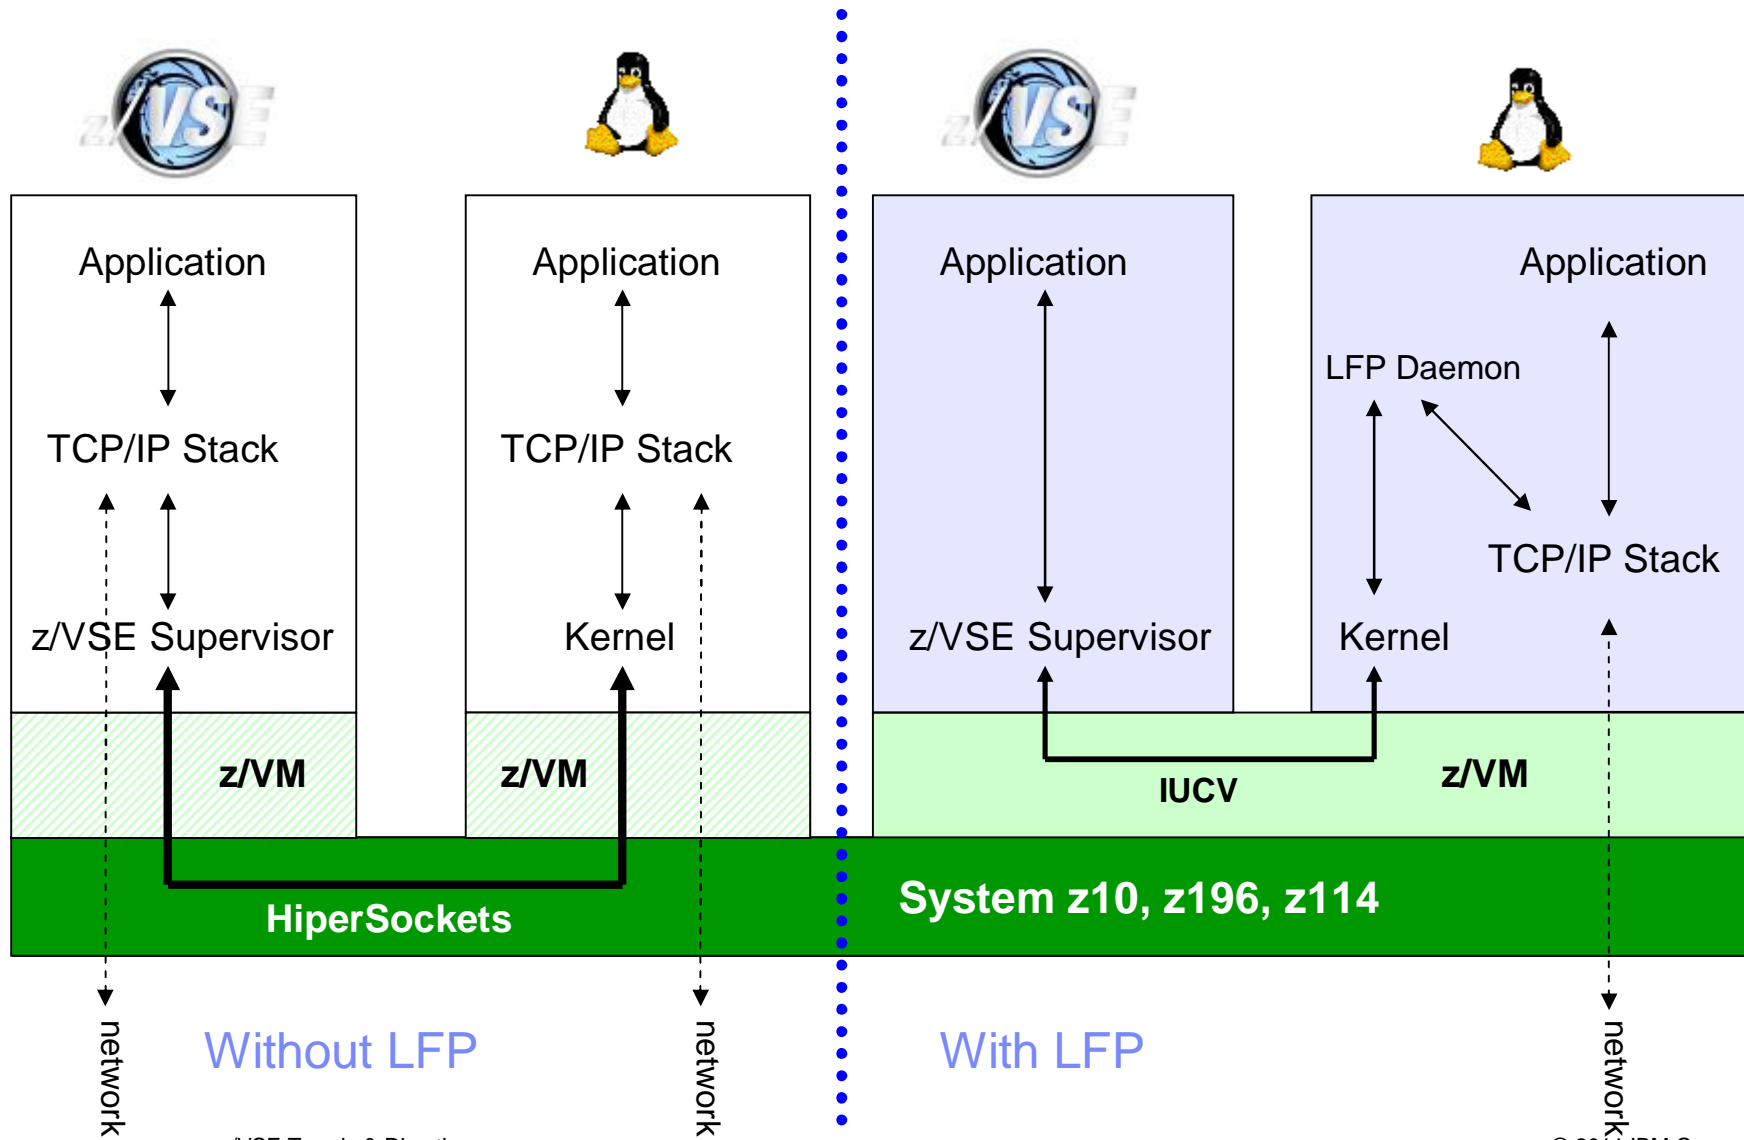 z/VSE
z/VSE
Application
Application
Application
Application
LFP Daemon
TCP/IP Stack
TCP/IP Stack
TCP/IP Stack
z/VSE Supervisor
Kernel
z/VSE Supervisor
Kernel
z/VM
z/VM
IUCV
z/VM
HiperSockets
System z10, z196, z114
network
Without LFP
network
With LFP
network